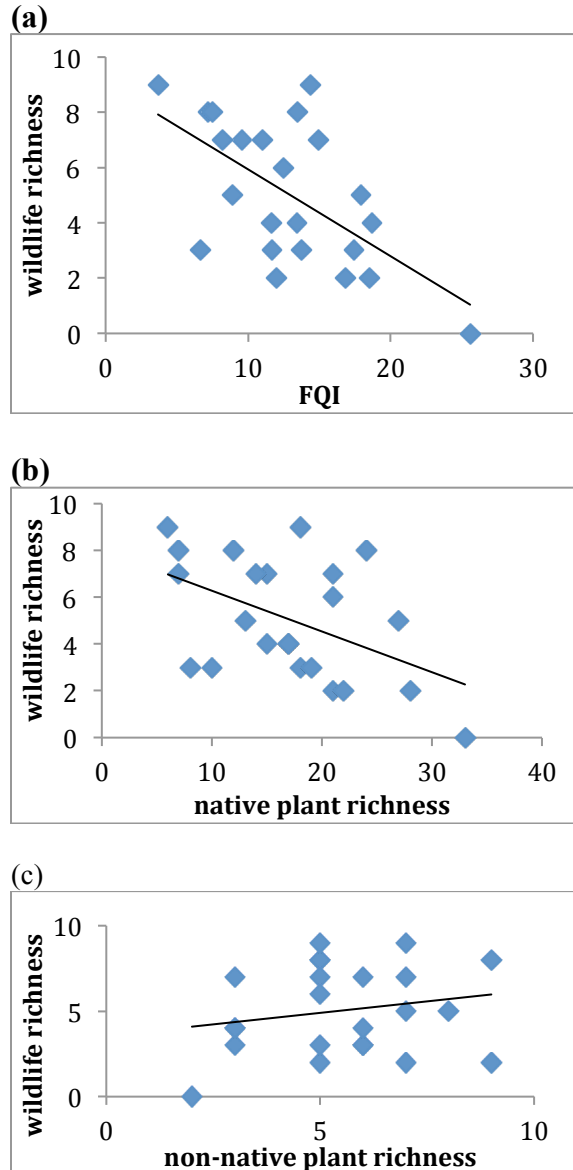 (a)
10
8
6
4
2
0
wildlife richness
0 10 20 30
FQI
(b)
10
8
6
4
2
0
wildlife richness
0 10 20 30 40
native plant richness
(c)
10
5
0
wildlife richness
0 5 10
non-native plant richness